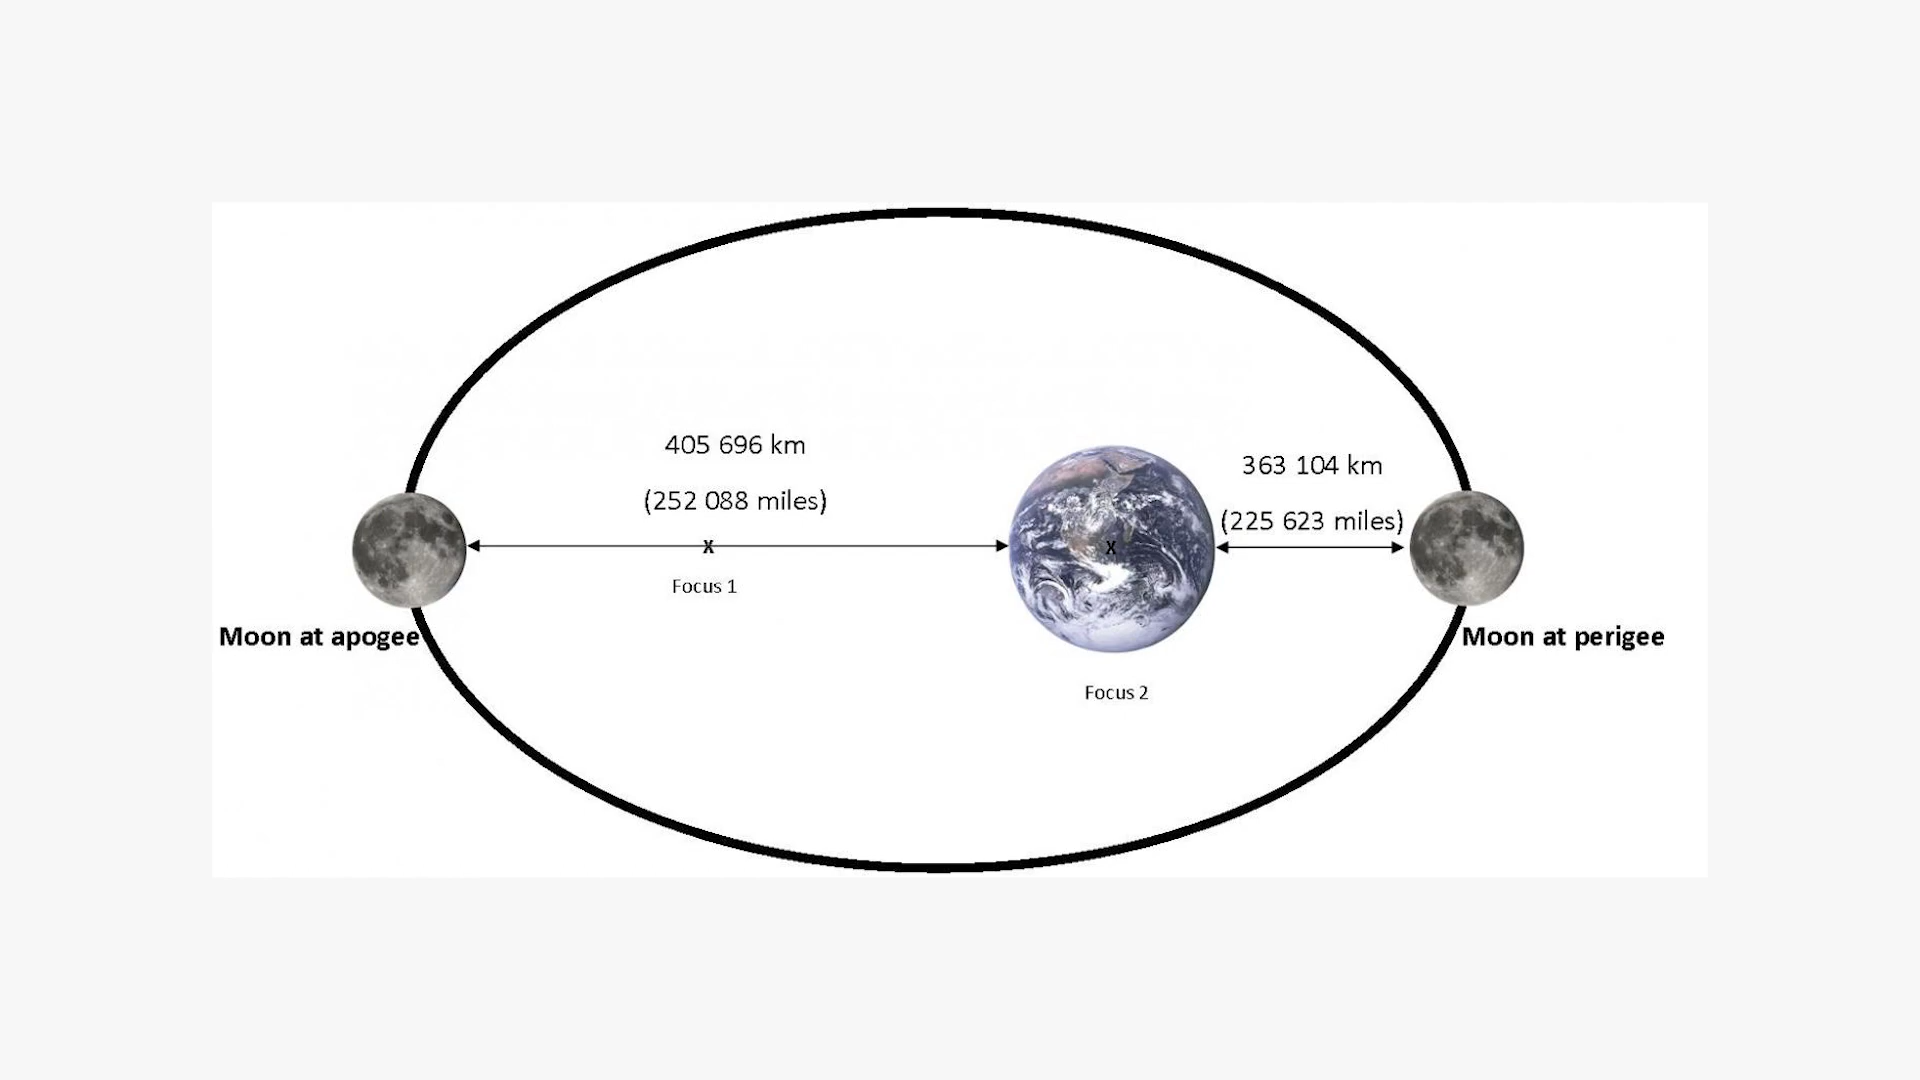 405 696 km
(252 088 miles)
363 104 km
(225 623 miles)
x
X
Focus 1
Moon at apogee
Moon at perigee
Focus 2